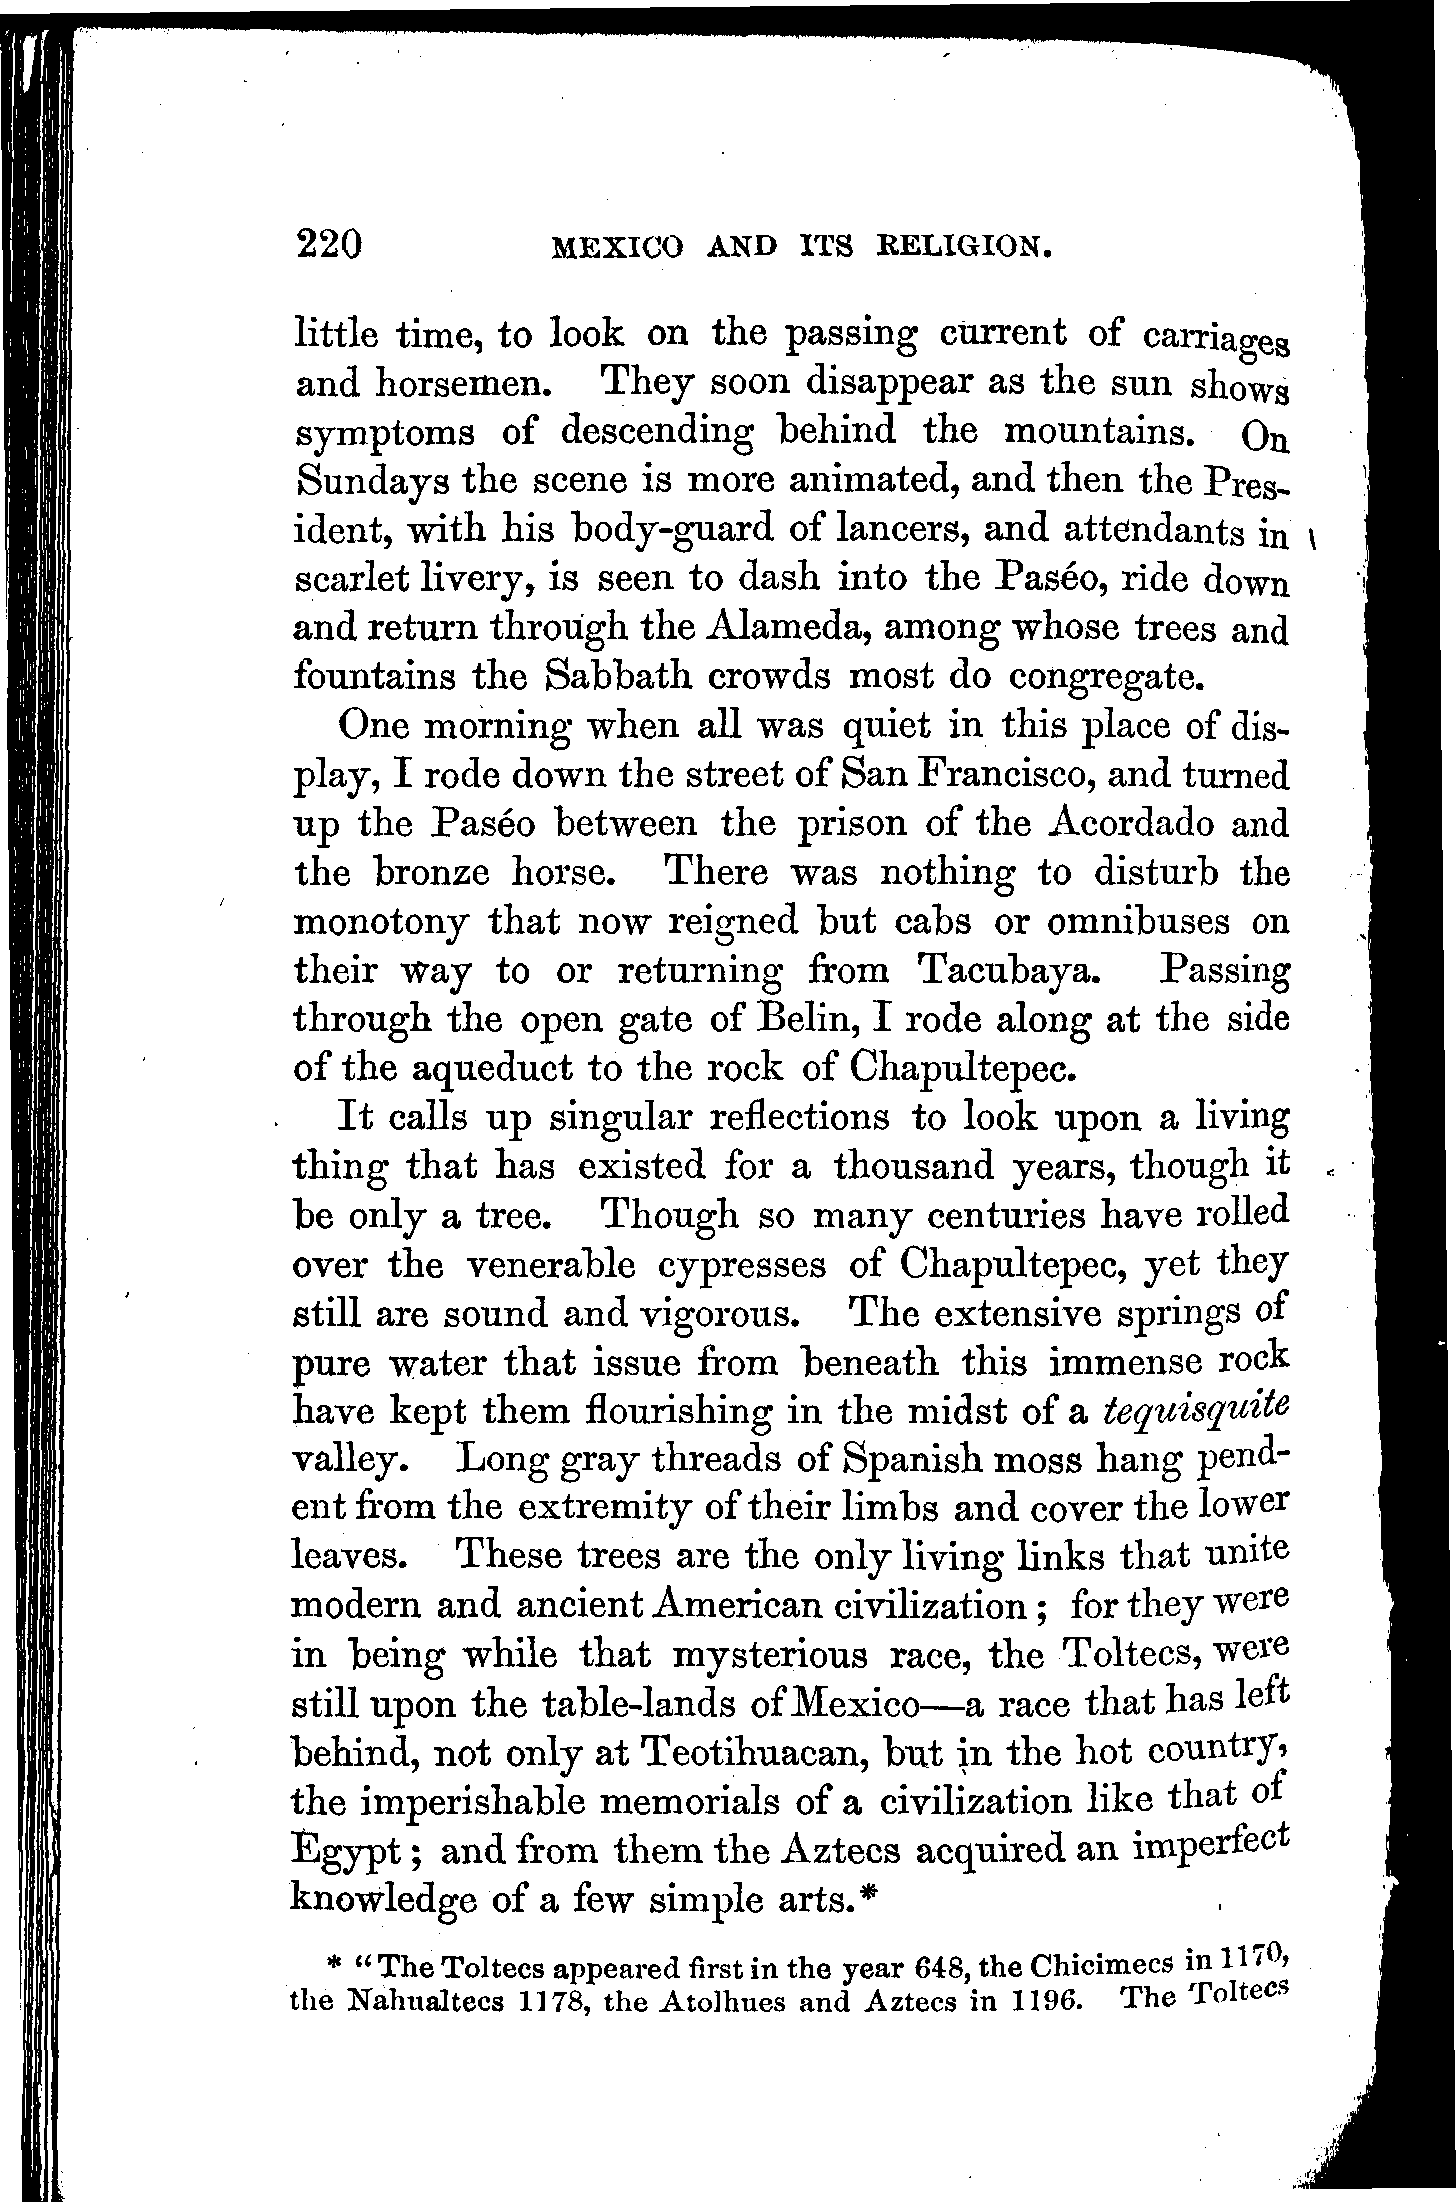 220 MEXICO AND ITS RELIGION.
little time, to look on the passing current of carriages
and horsemen. They soon disappear as the sun shows
symptoms of descending behind the mountains. On
Sundays the scene is more animated, and then the Pres-
ident, with his body-guard of lancers, and attendants in
scarlet livery, is seen to dash into the Paséo, ride down
and return through the Alameda, among whose trees and
fountains the Sabbath crowds most do congregate.
One morning when all was quiet in this place of dis-
play, I rode down the street of San Francisco, and turned
up the Paséo between the prison of the Acordado and
the bronze horse. There was nothing to disturb the
monotony that now reigned but cabs or omnibuses on
their way to or returning from Tacubaya. Passing
through the open gate of Belin, I rode along at the side
of the aqueduct to the rock of Chapultepec.
It calls up singular reflections to look upon a living
thing that has existed for a thousand years, though it
be only a tree. Though so many centuries have rolled
over the venerable cypresses of Chapultepec, yet they
still are sound and vigorous. The extensive springs of
pure water that issue from beneath this immense rock
have kept them flourishing in the midst of a tequisquite
valley. Long gray threads of Spanish moss hang pend-
ent from the extremity of their limbs and cover the lower
leaves. These trees are the only living links that unite
modern and ancient American civilization; for they were
in being while that mysterious race, the Toltecs, were
still upon the table-lands of Mexico—a race that has left
behind, not only at Teotihuacan, but in the hot country,
the imperishable memorials of a civilization like that of
Egypt; and from them the Aztecs acquired an imperfect
knowledge of a few simple arts.*
* "The Toltecs appeared first in the year 648, the Chicimecs in 1170,
the Nahualtecs 1178, the Atolhues and Aztecs in 1196. The Toltecs